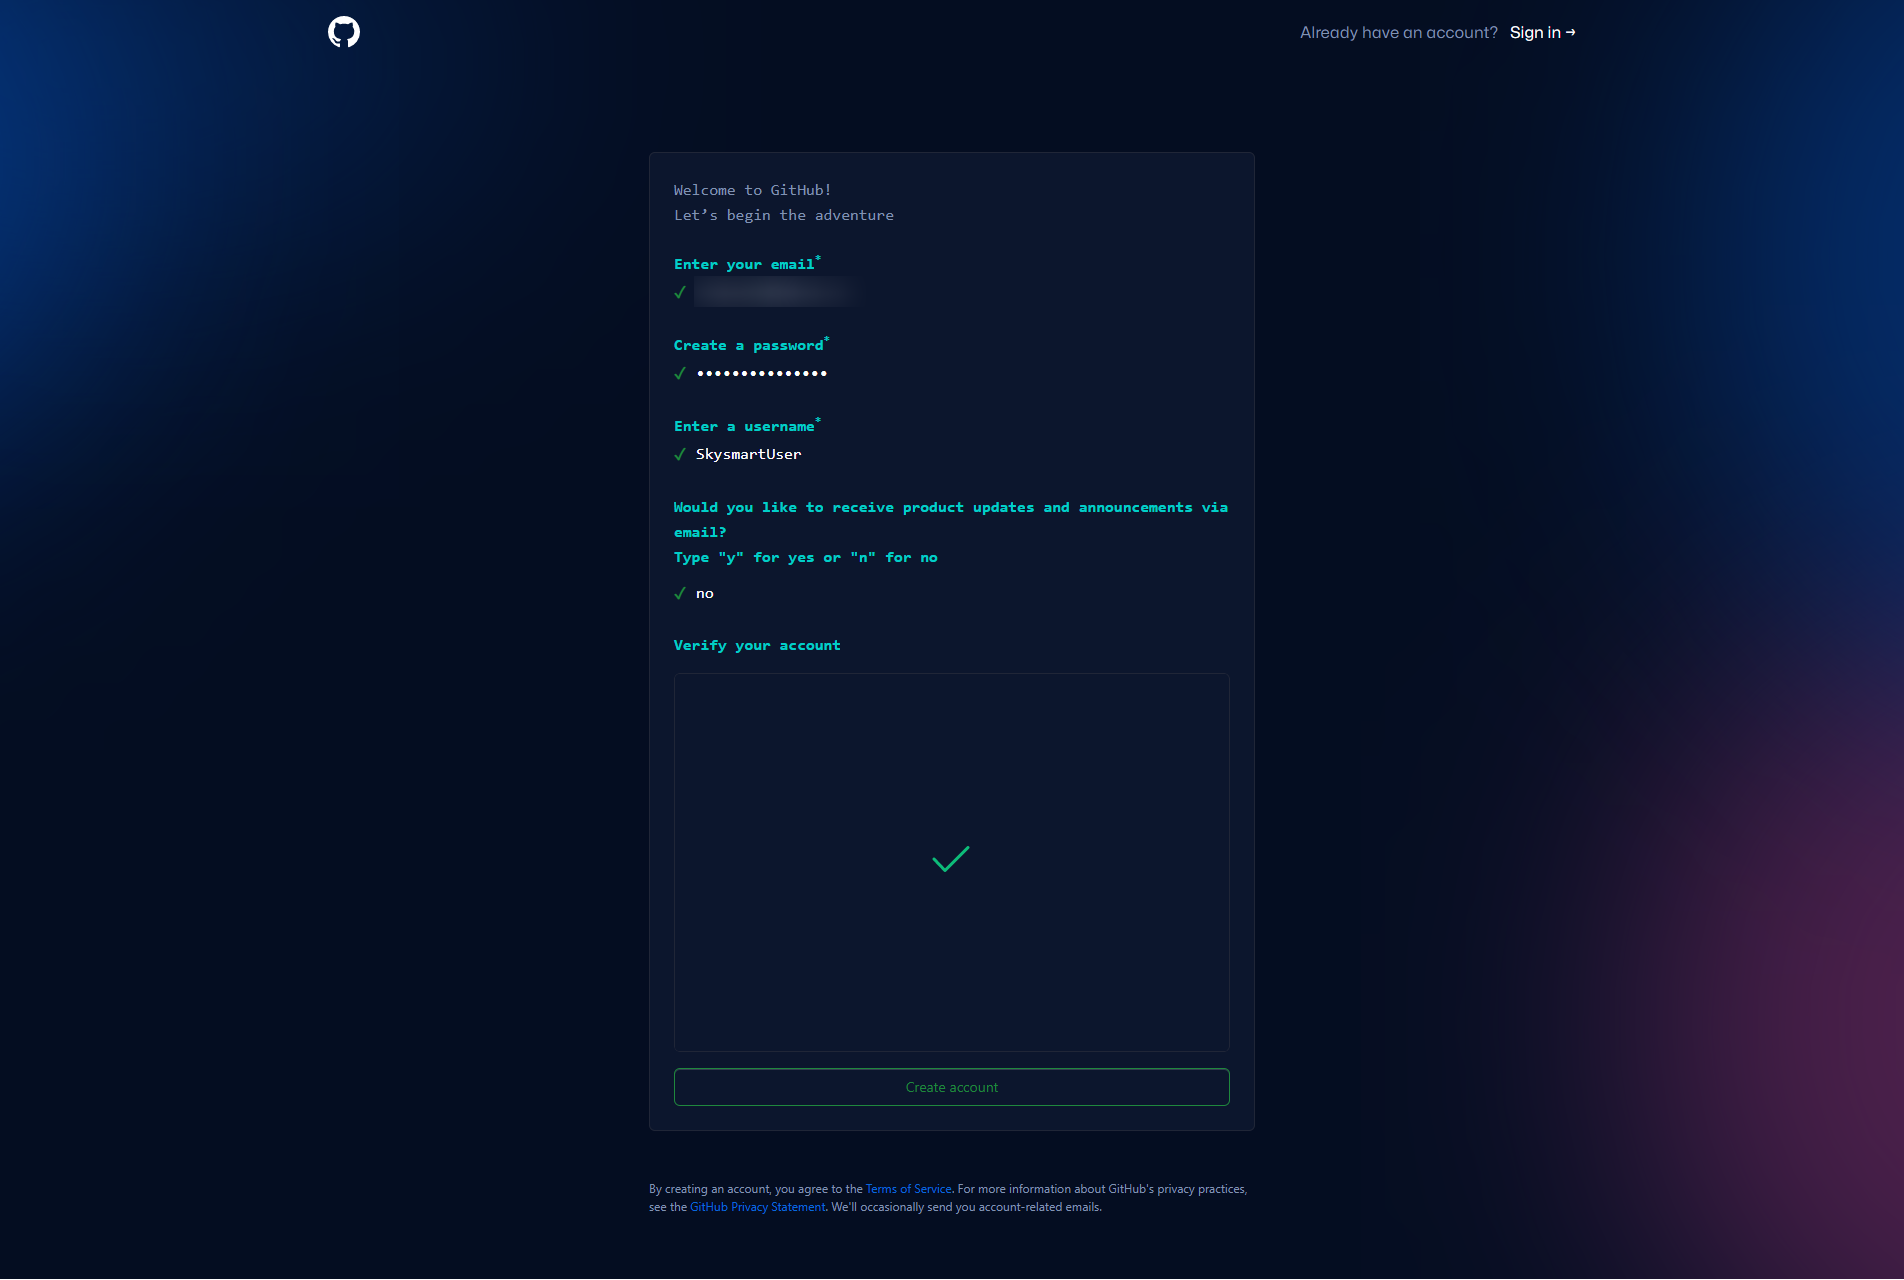 Already have an account? Sign in →
Welcome to GitHub!
Let’s begin the adventure
Enter your email*
✓
Create a password*
✓ •••••••••••••••
Enter a username*
✓ SkysmartUser
Would you like to receive product updates and announcements via
email?
Type "y" for yes or "n" for no
✓ no
Verify your account
Create account
By creating an account, you agree to the Terms of Service. For more information about GitHub's privacy practices,
see the GitHub Privacy Statement. We'll occasionally send you account-related emails.